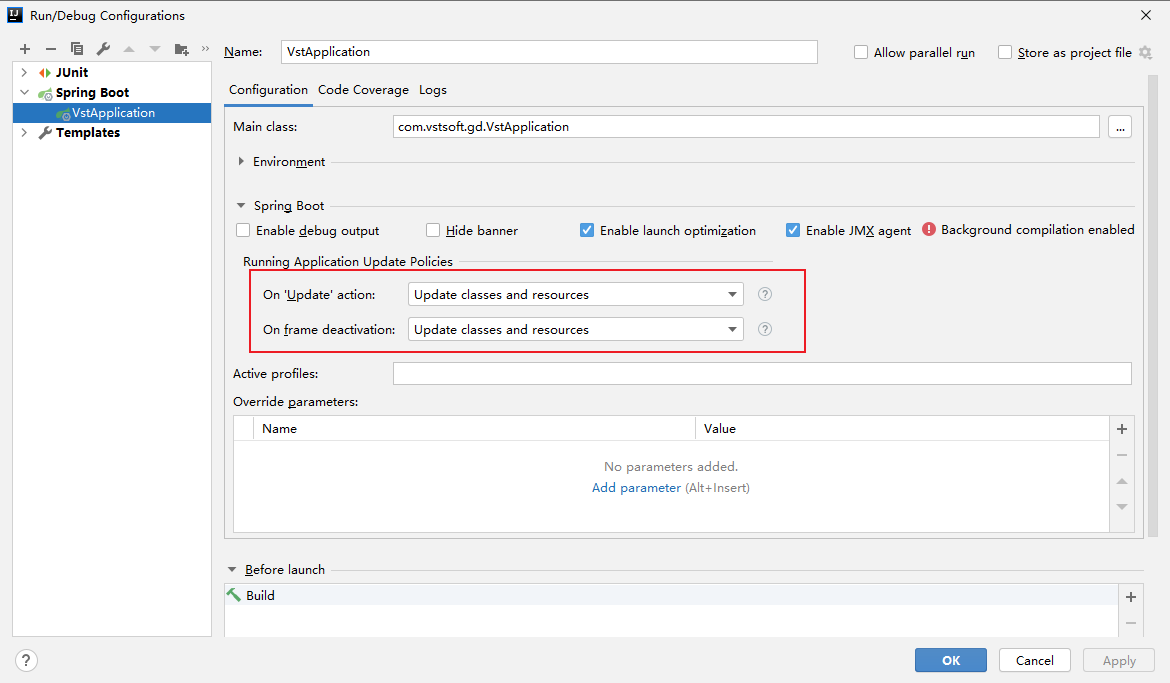 Run/Debug Configurations
Name: VstApplication
Allow parallel run
Store as project file
JUnit
Spring Boot
VstApplication
Templates
Configuration Code Coverage Logs
Main class: com.vstsoft.gd.VstApplication ...
Environment
Spring Boot
Enable debug output Hide banner Enable launch optimization Enable JMX agent Background compilation enabled
Running Application Update Policies
On 'Update' action: Update classes and resources ?
On frame deactivation: Update classes and resources ?
Active profiles:
Override parameters:
Name Value
No parameters added.
Add parameter (Alt+Insert)
Before launch
Build
? OK Cancel Apply